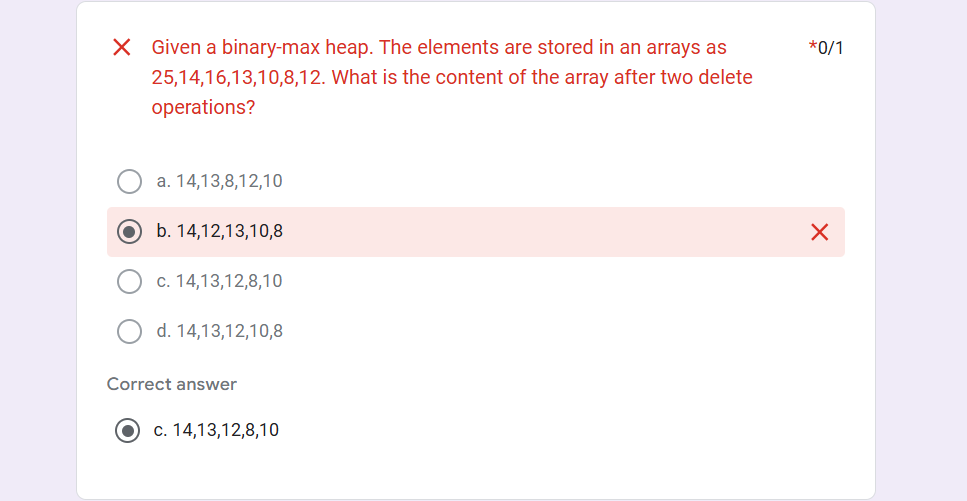 Given a binary-max heap. The elements are stored in an arrays as
*0/1
25,14,16,13,10,8,12. What is the content of the array after two delete
operations?
a. 14,13,8,12,10
b. 14,12,13,10,8
c. 14,13,12,8,10
d. 14,13,12,10,8
Correct answer
c. 14,13,12,8,10